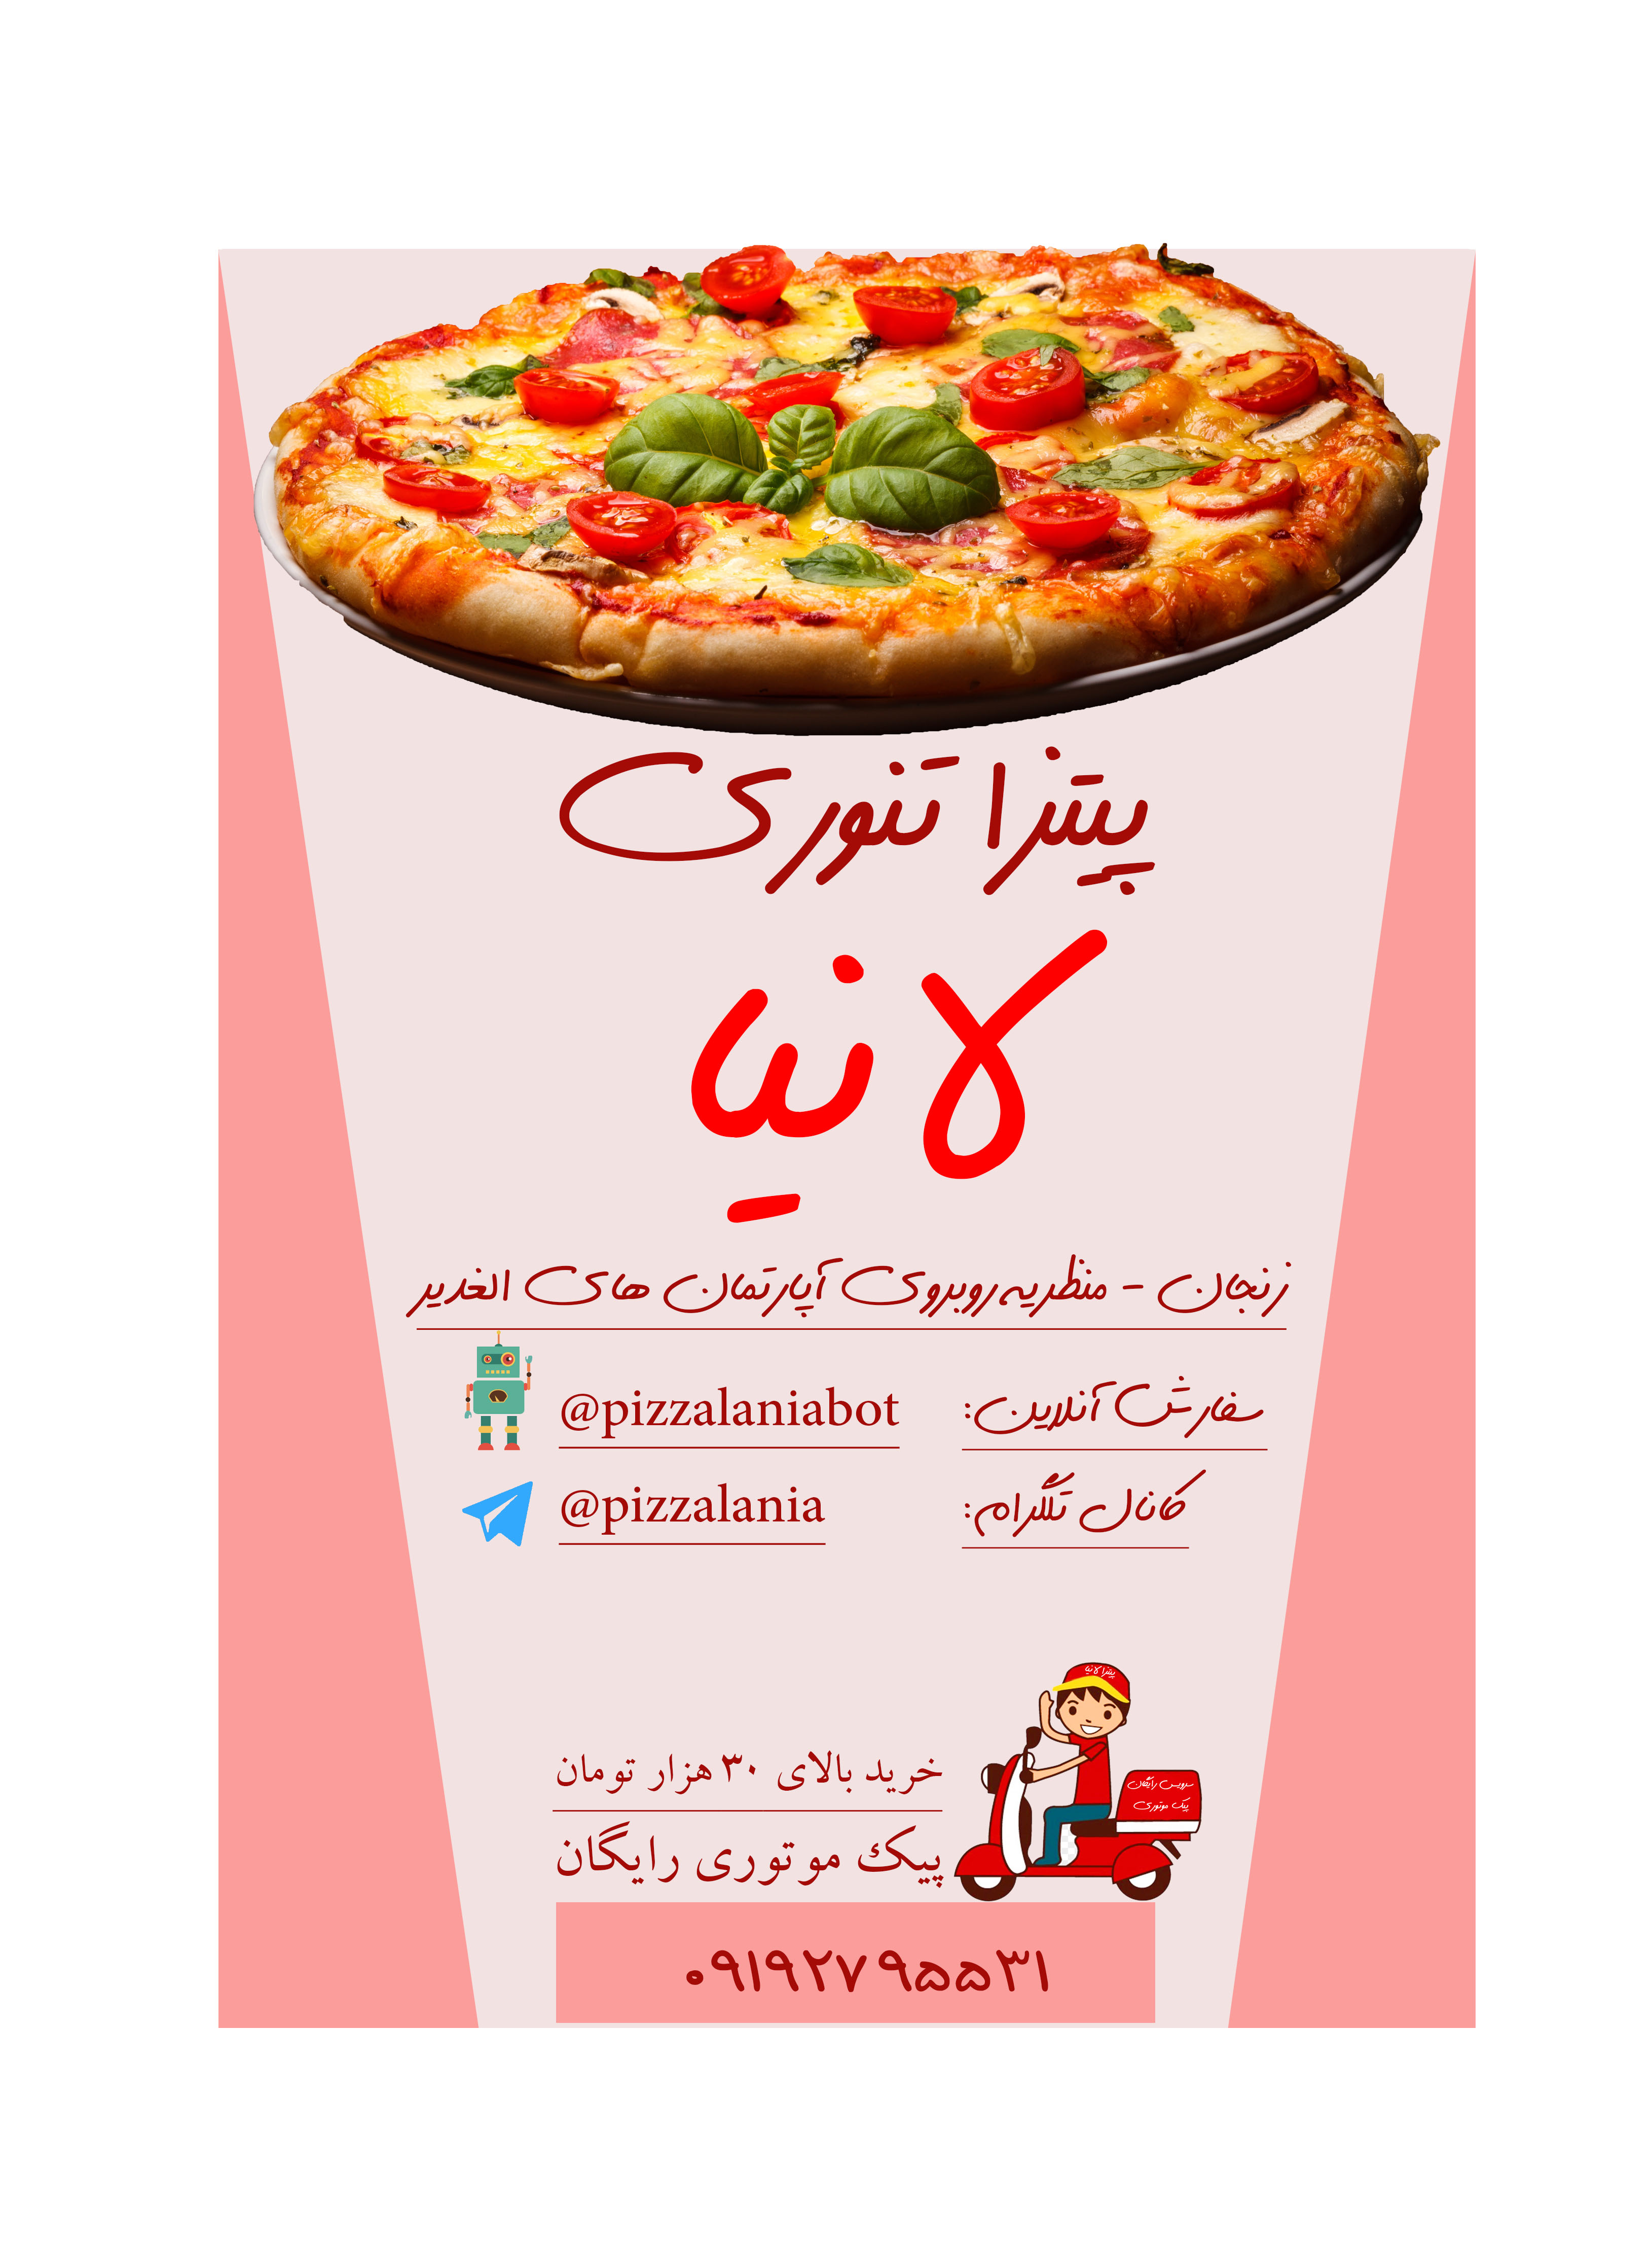 پیتزا تنوری
لانیا
زنجان - منظریه روبروی آپارتمان های الغدیر
سفارش آنلاین: @pizzalaniabot
کانال تلگرام: @pizzalania
پیتزا لانیا
سرویس رایگان
پیک موتوری
خرید بالای ۳۰ هزار تومان
پیک موتوری رایگان
۰۹۱۹۲۷۹۵۵۳۱